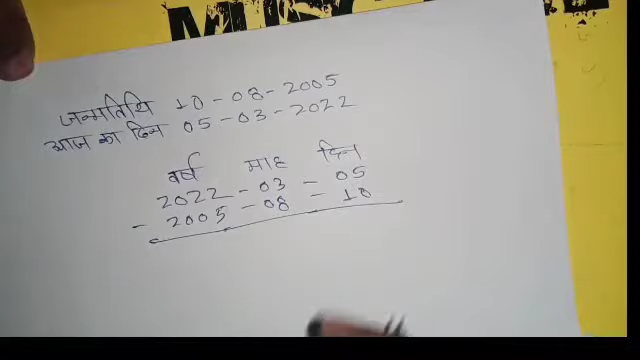 जन्मतिथि 10 - 08 - 2005
आज का दिन 05 - 03 - 2022
वर्ष माह दिन
2022 - 03 - 05
- 2005 - 08 - 10